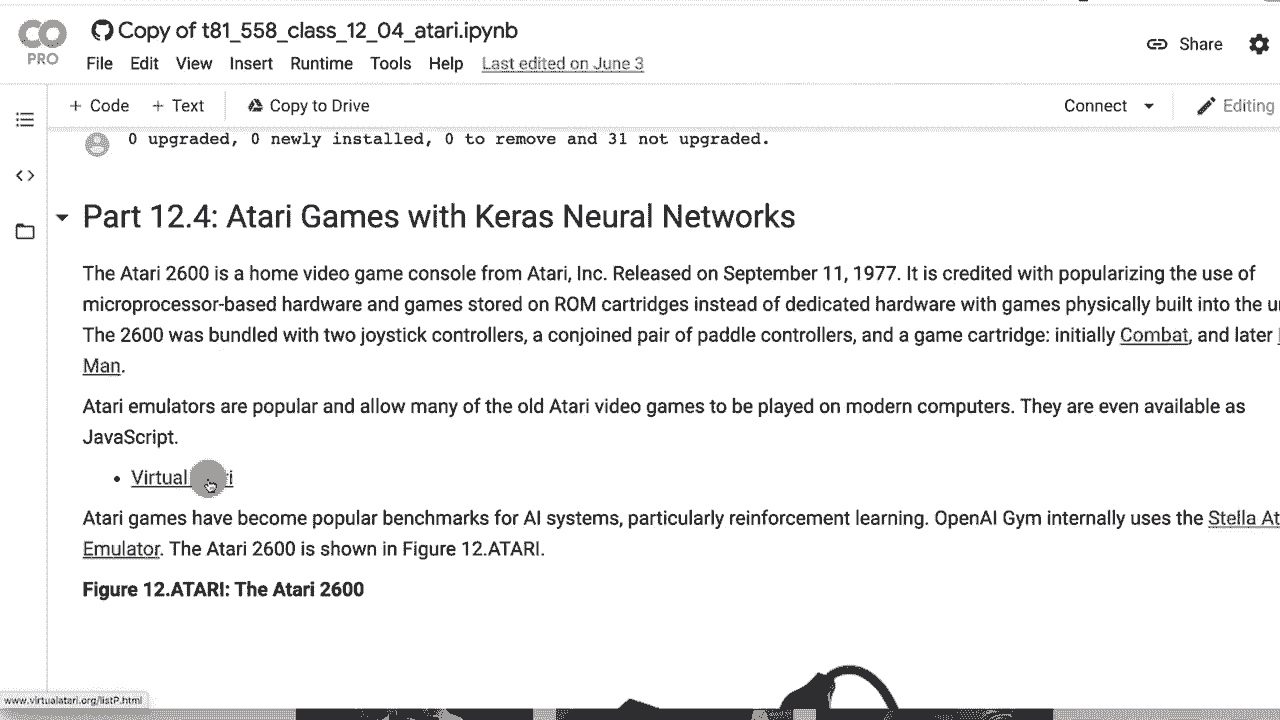 CO
PRO
Copy of t81_558_class_12_04_atari.ipynb
File Edit View Insert Runtime Tools Help Last edited on June 3
Share
+ Code + Text Copy to Drive
Connect
Editing
0 upgraded, 0 newly installed, 0 to remove and 31 not upgraded.
Part 12.4: Atari Games with Keras Neural Networks
The Atari 2600 is a home video game console from Atari, Inc. Released on September 11, 1977. It is credited with popularizing the use of
microprocessor-based hardware and games stored on ROM cartridges instead of dedicated hardware with games physically built into the
The 2600 was bundled with two joystick controllers, a conjoined pair of paddle controllers, and a game cartridge: initially Combat, and later
Man.
Atari emulators are popular and allow many of the old Atari video games to be played on modern computers. They are even available as
JavaScript.
• Virtual
Atari games have become popular benchmarks for AI systems, particularly reinforcement learning. OpenAI Gym internally uses the Stella
Emulator. The Atari 2600 is shown in Figure 12.ATARI.
Figure 12.ATARI: The Atari 2600
www.virtualatari.org/listP.html